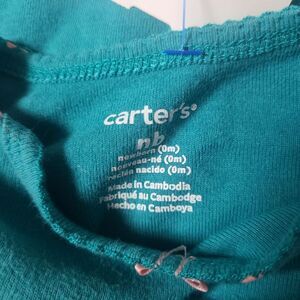 carter's®
nb
newborn (0m)
nouveau-né (0m)
recién nacido (0m)
Made in Cambodia
Fabriqué au Cambodge
Hecho en Camboya